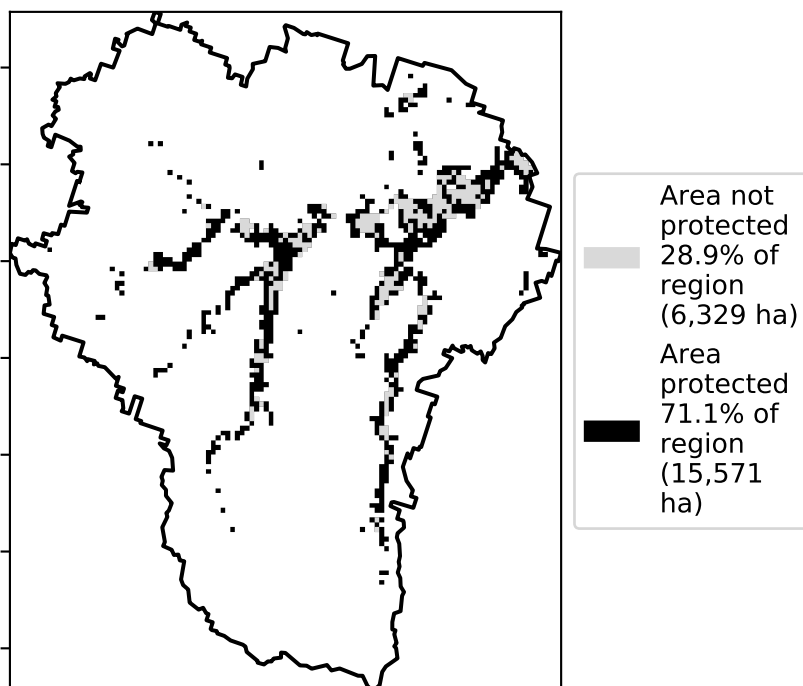 Area not
protected
28.9% of
region
(6,329 ha)
Area
protected
71.1% of
region
(15,571
ha)